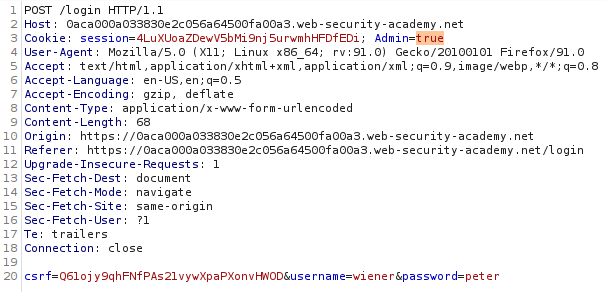 1 POST /login HTTP/1.1
2 Host: 0aca000a033830e2c056a64500fa00a3.web-security-academy.net
3 Cookie: session=4LuXUoaZDewV5bMi9nj5urwmhHFDfEDi; Admin=true
4 User-Agent: Mozilla/5.0 (X11; Linux x86_64; rv:91.0) Gecko/20100101 Firefox/91.0
5 Accept: text/html,application/xhtml+xml,application/xml;q=0.9,image/webp,*/*;q=0.8
6 Accept-Language: en-US,en;q=0.5
7 Accept-Encoding: gzip, deflate
8 Content-Type: application/x-www-form-urlencoded
9 Content-Length: 68
10 Origin: https://0aca000a033830e2c056a64500fa00a3.web-security-academy.net
11 Referer: https://0aca000a033830e2c056a64500fa00a3.web-security-academy.net/login
12 Upgrade-Insecure-Requests: 1
13 Sec-Fetch-Dest: document
14 Sec-Fetch-Mode: navigate
15 Sec-Fetch-Site: same-origin
16 Sec-Fetch-User: ?1
17 Te: trailers
18 Connection: close
19
20 csrf=Q61ojy9qhFNfPAs21vywXpaPXonvHWOD&username=wiener&password=peter